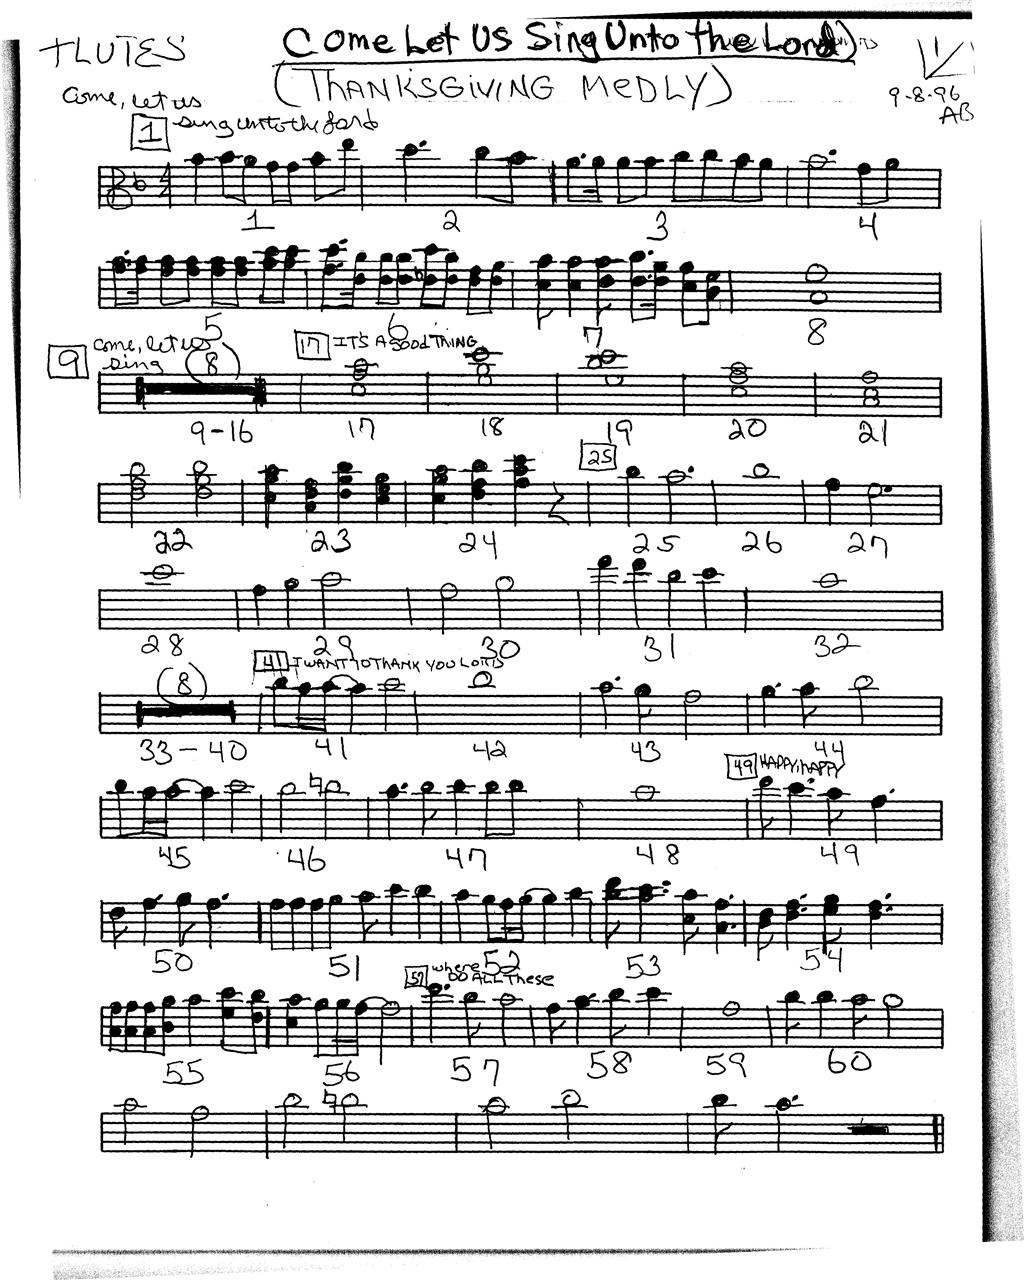 FLUTES
Come Let Us Sing Unto the Lord)
(THANKSGIVING MEDLY)
9-8-96
AB
Come, Let us
sing unto the Lord
1
1 2 3 4
5 6 7 8
9 Come, let us
sing (8) 17 IT'S A GOOD THING
9-16 17 18 19 20 21
25
22 23 24 25 26 27
28 29 30 31 32
(8) 41 I WANT TO THANK YOU LORD
33-40 41 42 43 44
49 HAPPY, HAPPY
45 46 47 48 49
50 51 52 53 54
57 where
DO ALL These
55 56 57 58 59 60